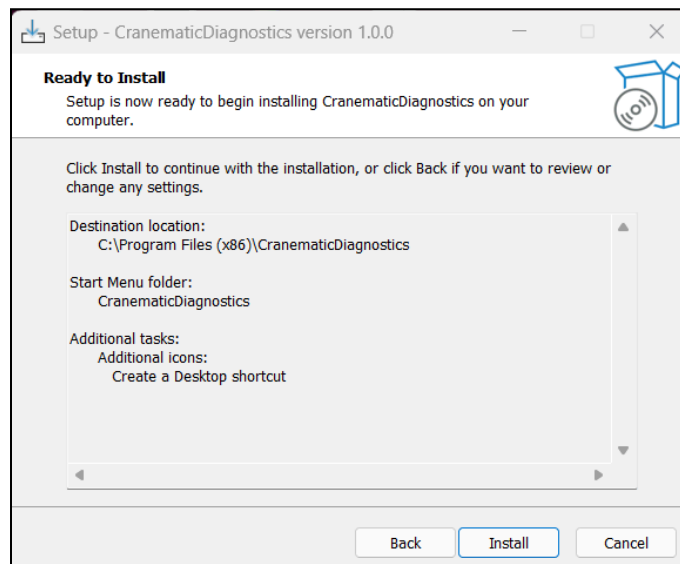 Setup - CranematicDiagnostics version 1.0.0
Ready to Install
Setup is now ready to begin installing CranematicDiagnostics on your
computer.
Click Install to continue with the installation, or click Back if you want to review or
change any settings.
Destination location:
C:\Program Files (x86)\CranematicDiagnostics
Start Menu folder:
CranematicDiagnostics
Additional tasks:
Additional icons:
Create a Desktop shortcut
Back
Install
Cancel